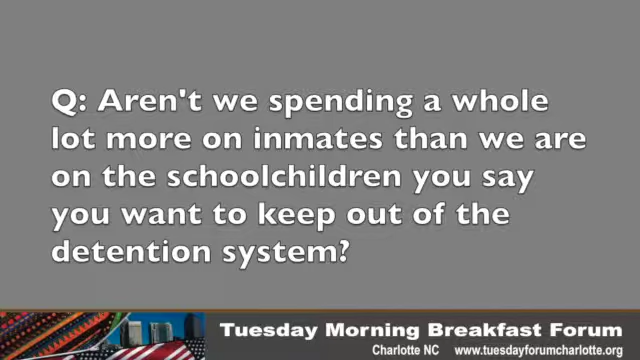 Q: Aren't we spending a whole
lot more on inmates than we are
on the schoolchildren you say
you want to keep out of the
detention system?
Tuesday Morning Breakfast Forum
Charlotte NC www.tuesdayforumcharlotte.org